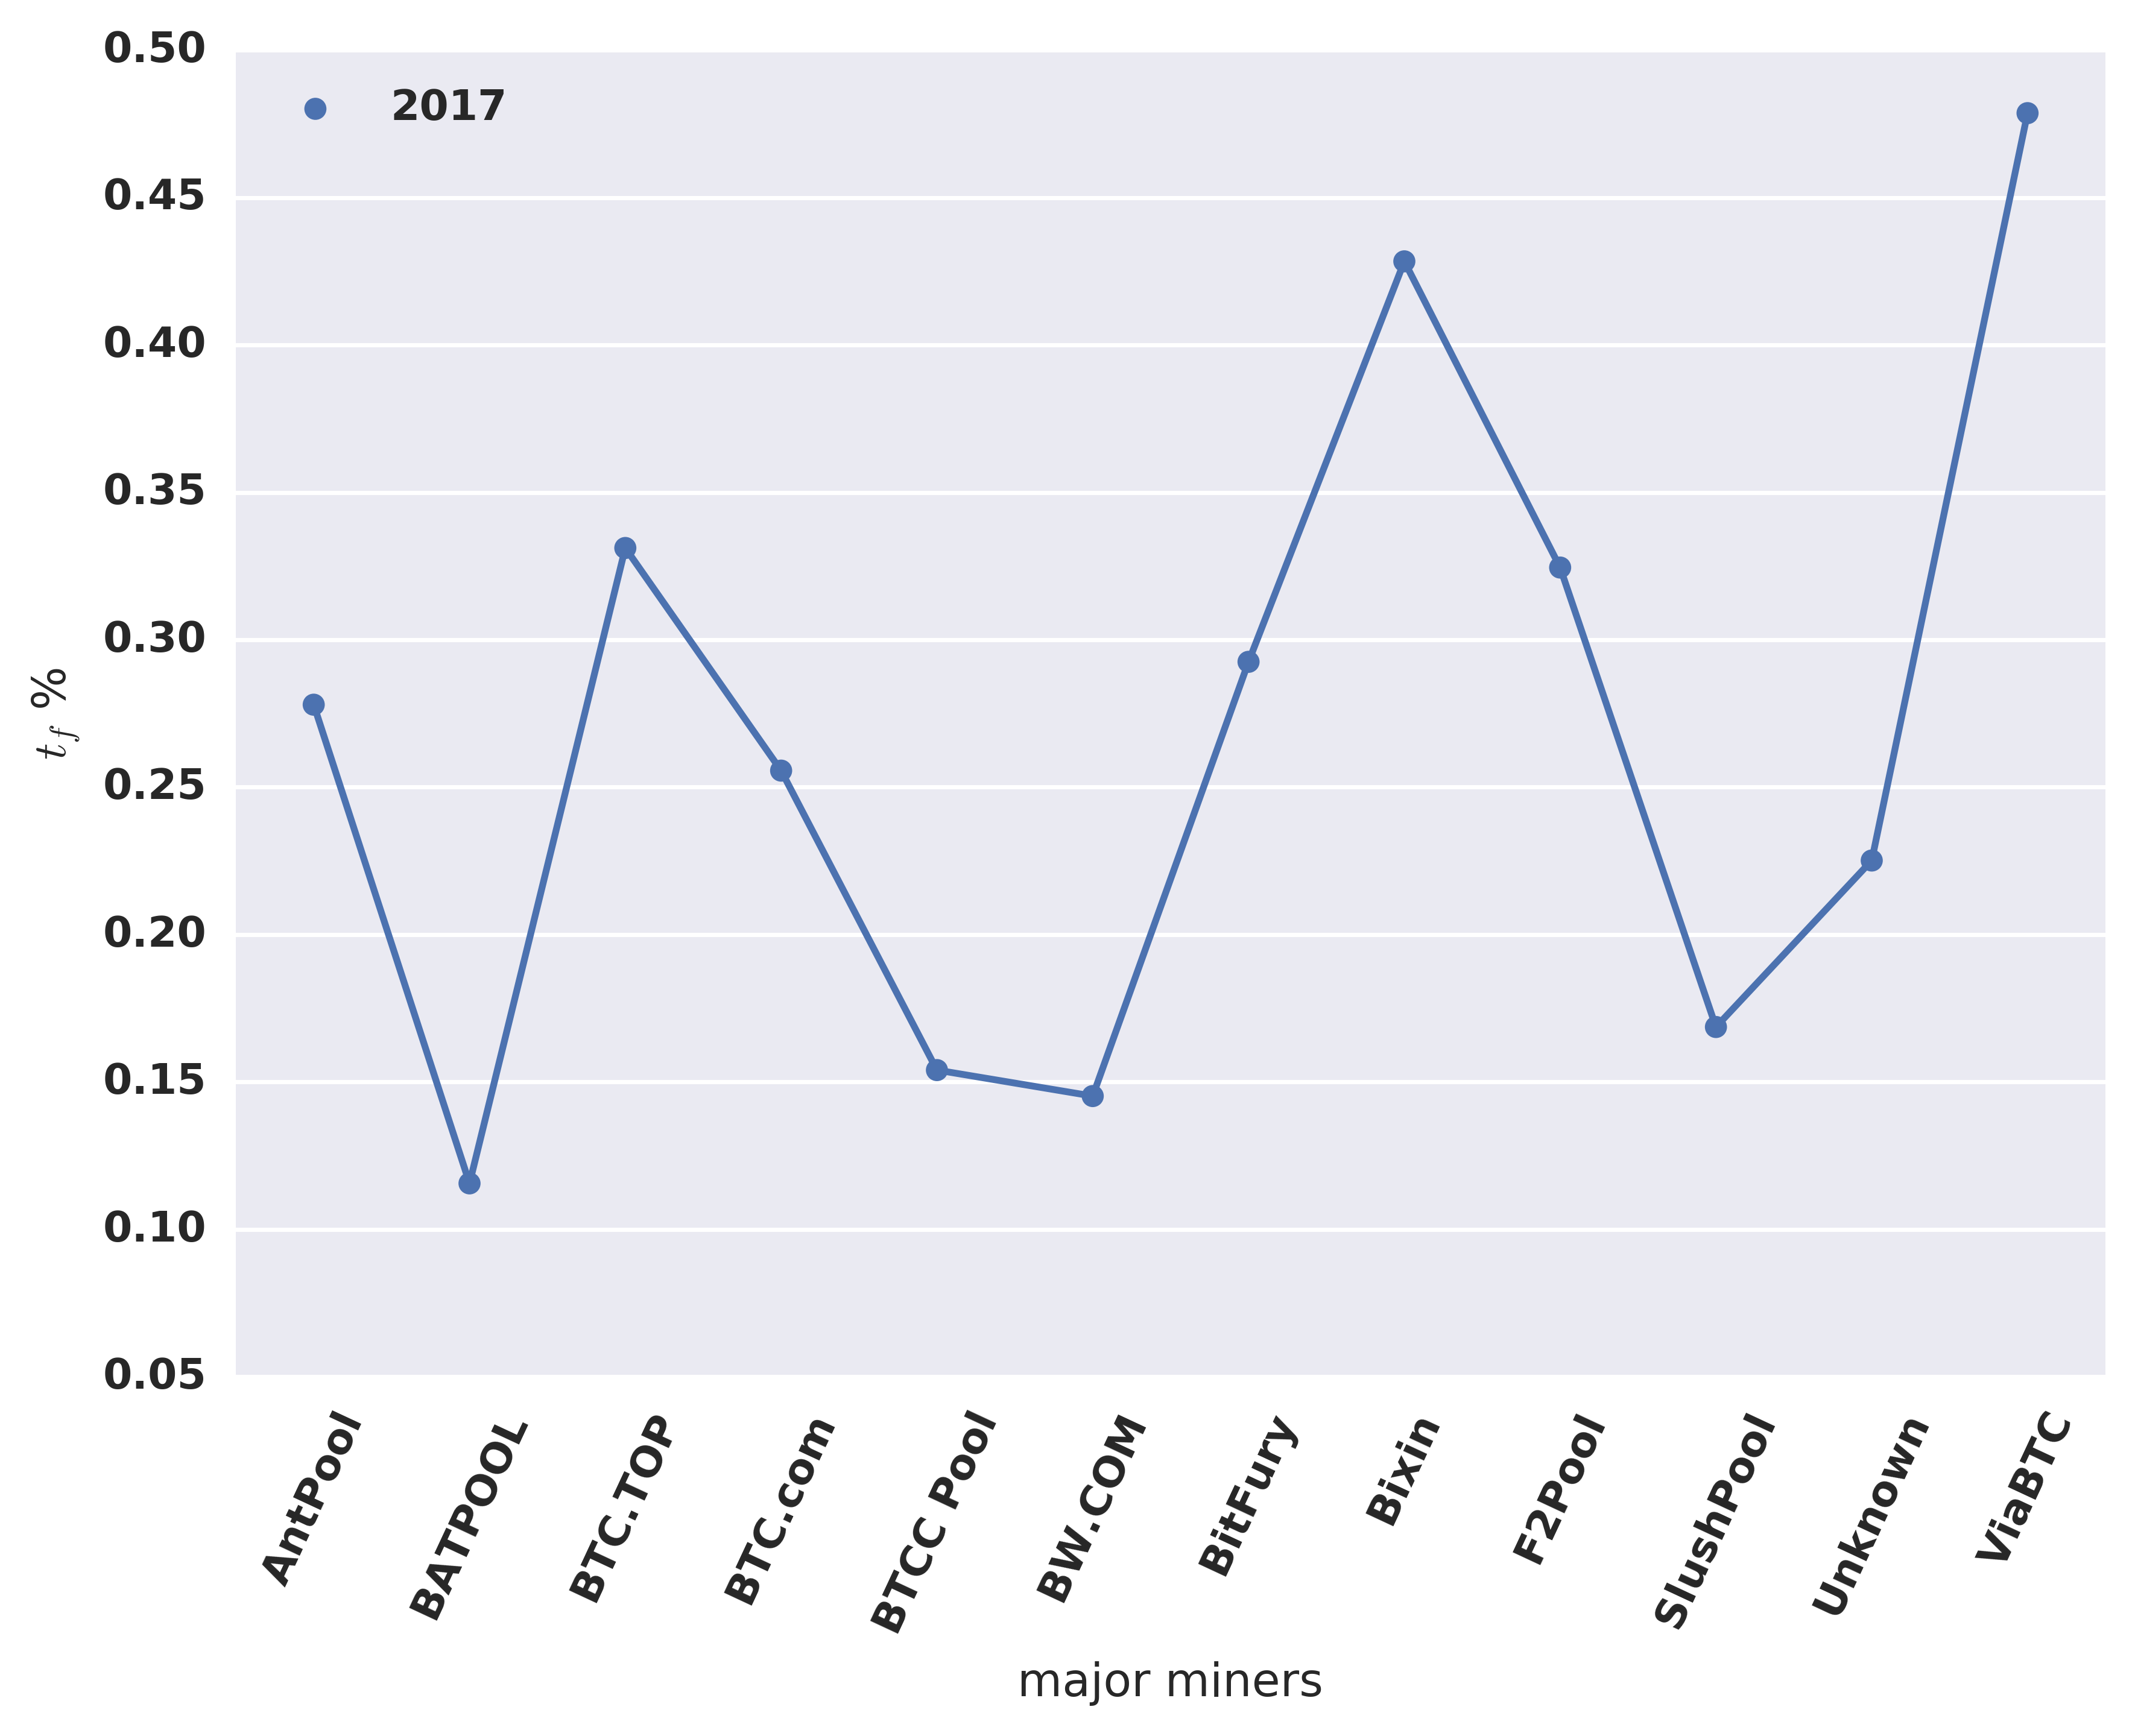 2017
0.50
0.45
0.40
0.35
0.30
0.25
0.20
0.15
0.10
0.05
t_f %
AntPool
BATPOOL
BTC.TOP
BTC.com
BTCC Pool
BW.COM
BitFury
Bixin
F2Pool
SlushPool
Unknown
ViaBTC
major miners